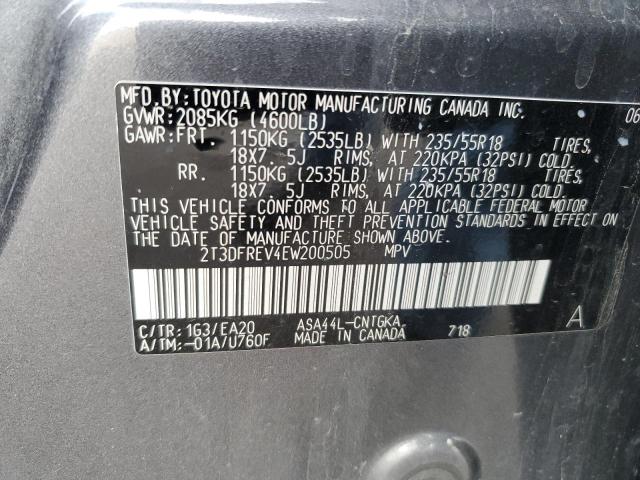 MFD.BY:TOYOTA MOTOR MANUFACTURING CANADA INC. 06
GVWR:2085KG (4600LB)
GAWR:FRT. 1150KG (2535LB) WITH 235/55R18 TIRES,
18X7.5J RIMS, AT 220KPA (32PSI) COLD.
RR. 1150KG (2535LB) WITH 235/55R18 TIRES,
18X7.5J RIMS, AT 220KPA (32PSI) COLD.
THIS VEHICLE CONFORMS TO ALL APPLICABLE FEDERAL MOTOR
VEHICLE SAFETY AND THEFT PREVENTION STANDARDS IN EFFECT ON
THE DATE OF MANUFACTURE SHOWN ABOVE.
2T3DFREV4EW200505 MPV
C/TR:1G3/EA20 ASA44L-CNTGKA A
A/TM:-01A/U760F MADE IN CANADA 718